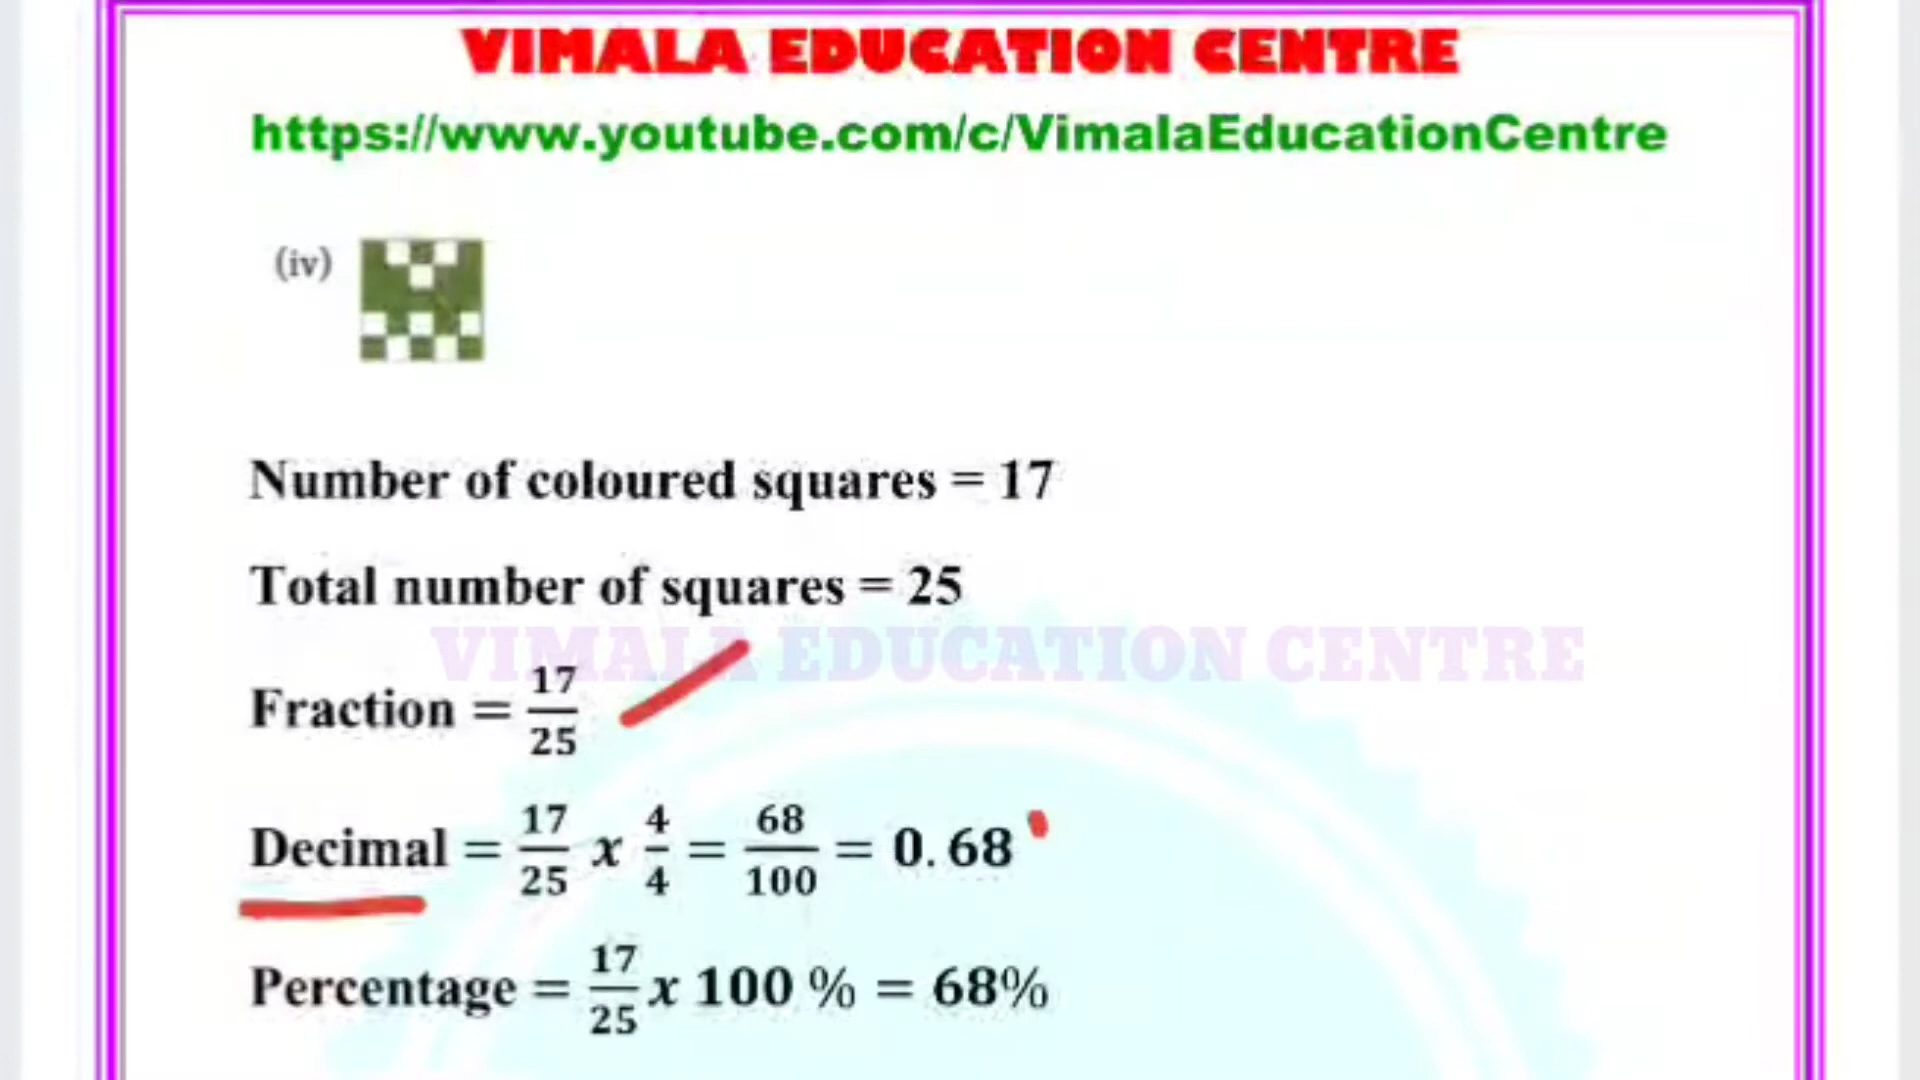 VIMALA EDUCATION CENTRE
https://www.youtube.com/c/VimalaEducationCentre
(iv)
Number of coloured squares = 17
Total number of squares = 25
VIMALA EDUCATION CENTRE
Fraction = 17/25
Decimal = 17/25 x 4/4 = 68/100 = 0.68
Percentage = 17/25 x 100 % = 68%